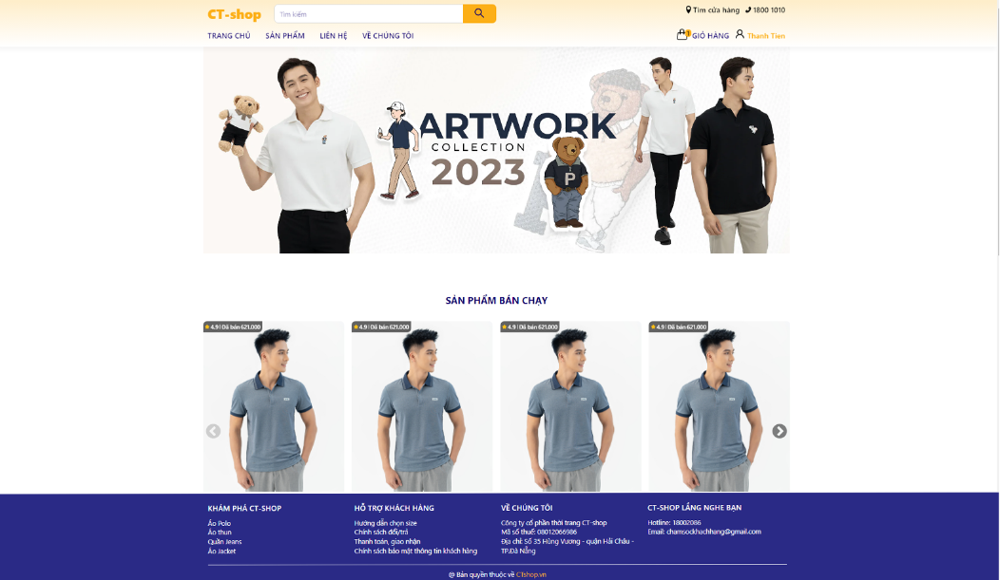 CT-shop
Tìm kiếm
Tìm cửa hàng
1800 1010
TRANG CHỦ
SẢN PHẨM
LIÊN HỆ
VỀ CHÚNG TÔI
1
GIỎ HÀNG
Thanh Tien
ARTWORK
COLLECTION
2023
P
SẢN PHẨM BÁN CHẠY
4.9 | Đã bán 621.000
4.9 | Đã bán 621.000
4.9 | Đã bán 621.000
4.9 | Đã bán 621.000
KHÁM PHÁ CT-SHOP
Áo Polo
Áo thun
Quần Jeans
Áo Jacket
HỖ TRỢ KHÁCH HÀNG
Hướng dẫn chọn size
Chính sách đổi/trả
Thanh toán, giao nhận
Chính sách bảo mật thông tin khách hàng
VỀ CHÚNG TÔI
Công ty cổ phần thời trang CT-shop
Mã số thuế: 08012066986
Địa chỉ: Số 35 Hùng Vương - quận Hải Châu -
TP.Đà Nẵng
CT-SHOP LẮNG NGHE BẠN
Hotline: 18002086
Email: chamsockhachhang@gmail.com
@ Bản quyền thuộc về CTshop.vn